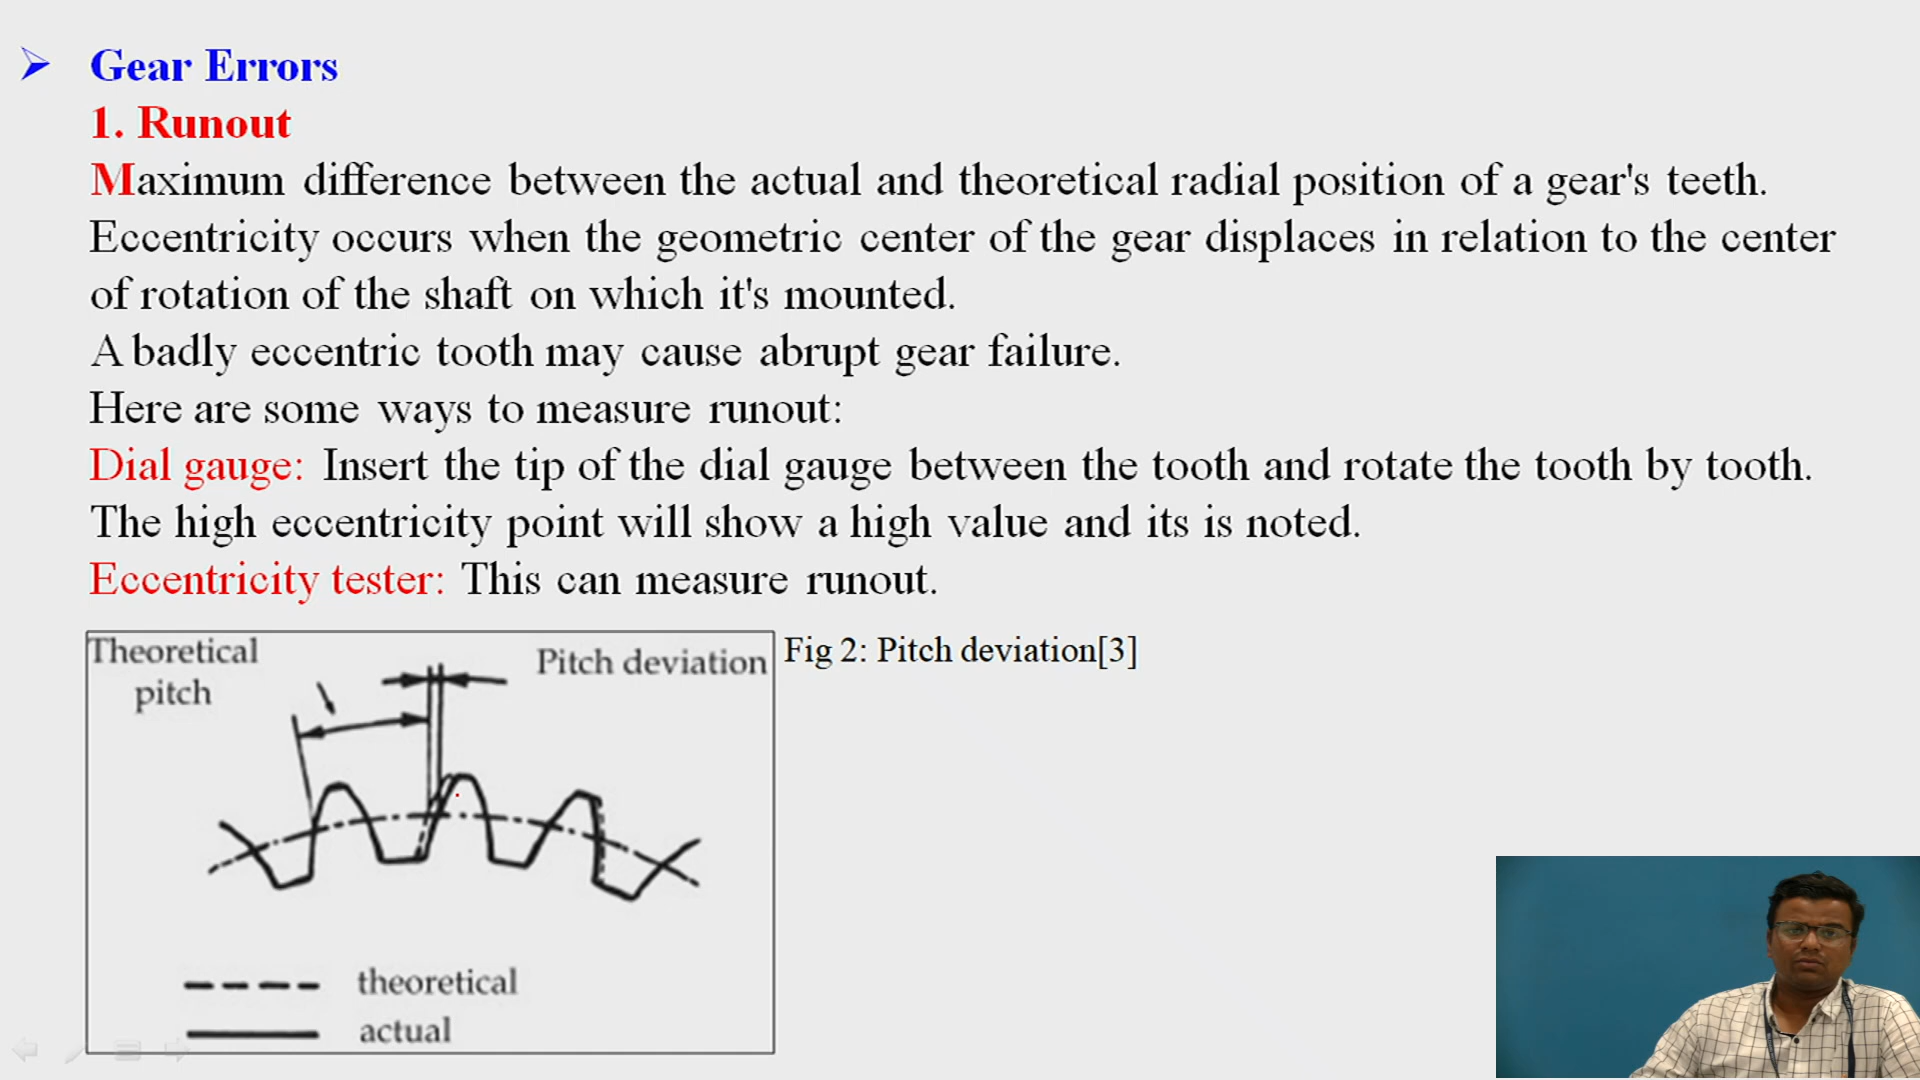 Gear Errors
1. Runout
Maximum difference between the actual and theoretical radial position of a gear's teeth.
Eccentricity occurs when the geometric center of the gear displaces in relation to the center
of rotation of the shaft on which it's mounted.
A badly eccentric tooth may cause abrupt gear failure.
Here are some ways to measure runout:
Dial gauge: Insert the tip of the dial gauge between the tooth and rotate the tooth by tooth.
The high eccentricity point will show a high value and its is noted.
Eccentricity tester: This can measure runout.
Theoretical
pitch
Pitch deviation
Fig 2: Pitch deviation[3]
theoretical
actual